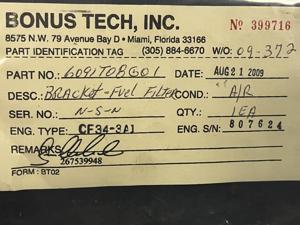 BONUS TECH, INC. No 399716
8575 N.W. 79 Avenue Bay D • Miami, Florida 33166
PART IDENTIFICATION TAG (305) 884-6670 W/O: 09-372
PART NO.: 6091T08G01 DATE: AUG 21 2009
DESC.: BRACKET-FUEL FILTER COND.: A/R
SER. NO.: N-S-N QTY.: 1EA
ENG. TYPE: CF34-3A1 ENG. S/N: 807624
REMARKS
267539948
FORM: BT02